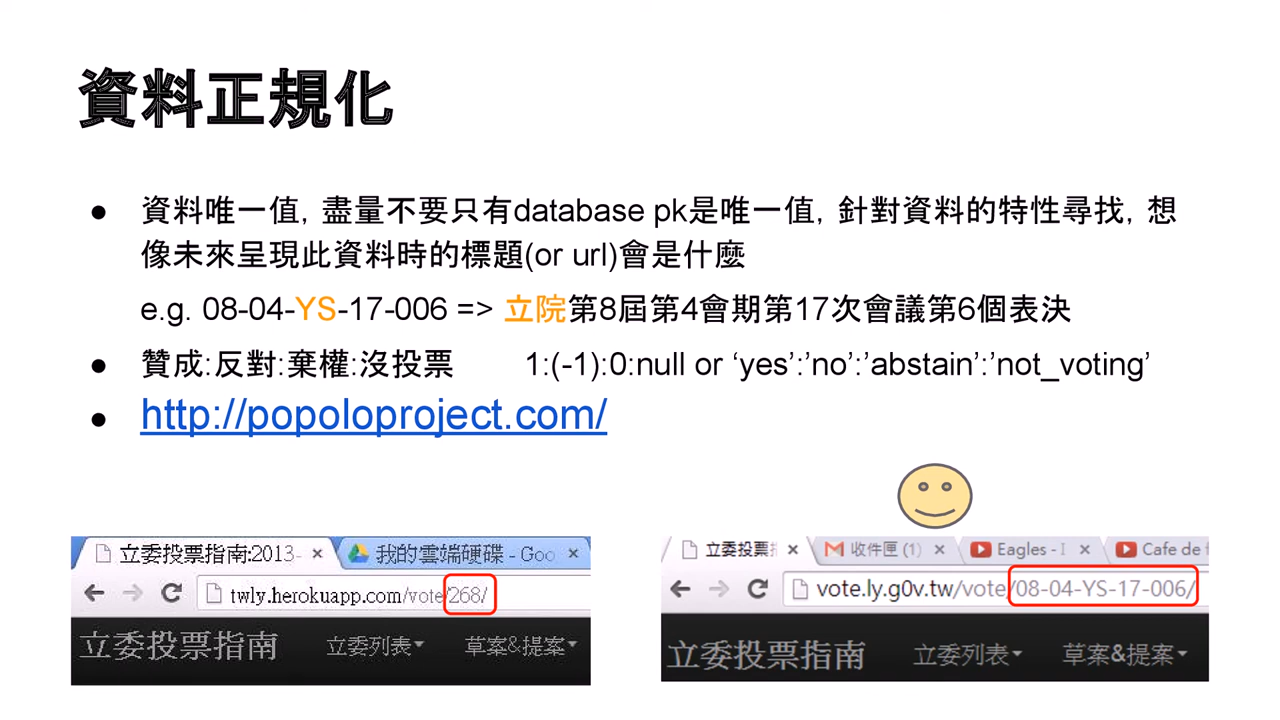 資料正規化
● 資料唯一值, 盡量不要只有database pk是唯一值, 針對資料的特性尋找, 想
像未來呈現此資料時的標題(or url)會是什麼
e.g. 08-04-YS-17-006 => 立院第8屆第4會期第17次會議第6個表決
● 贊成:反對:棄權:沒投票 1:(-1):0:null or ‘yes’:’no’:’abstain’:’not_voting’
● http://popoloproject.com/
立委投票指南:2013- × 我的雲端硬碟 - Goo ×
twly.herokuapp.com/vote/268/
立委投票指南 立委列表 草案&提案
立委投票 × 收件匣 (1) × Eagles - I × Cafe de
vote.ly.g0v.tw/vote/08-04-YS-17-006/
立委投票指南 立委列表 草案&提案